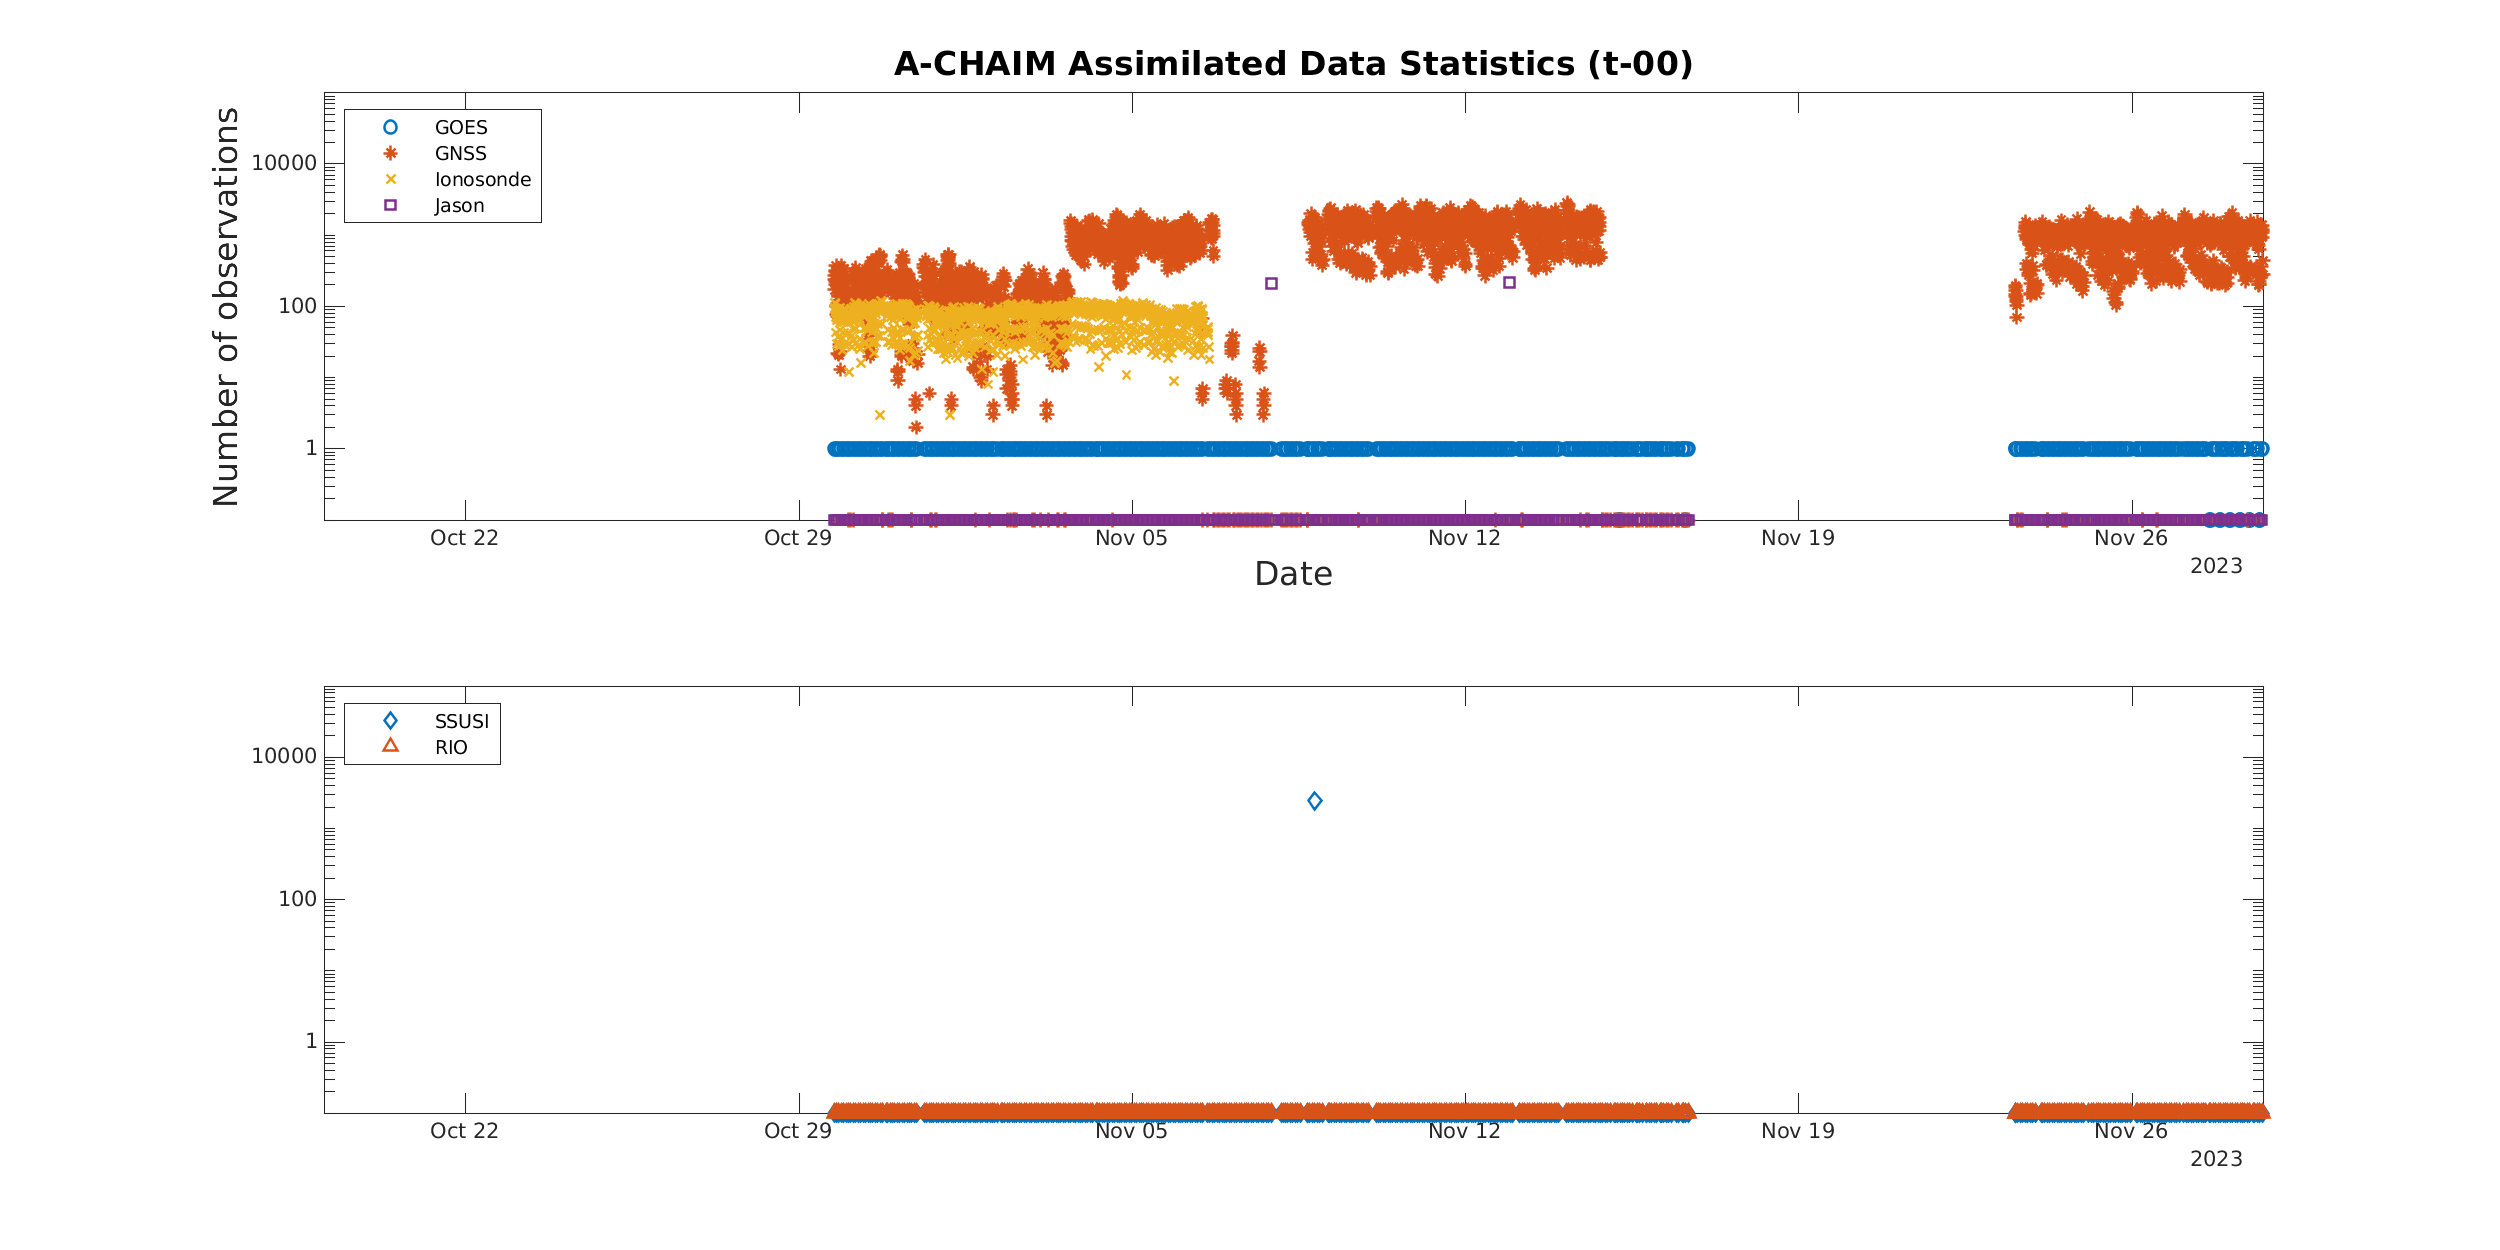 A-CHAIM Assimilated Data Statistics (t-00)
Number of observations
10000
100
1
GOES
GNSS
Ionosonde
Jason
Oct 22
Oct 29
Nov 05
Nov 12
Nov 19
Nov 26
2023
Date
10000
100
1
SSUSI
RIO
Oct 22
Oct 29
Nov 05
Nov 12
Nov 19
Nov 26
2023